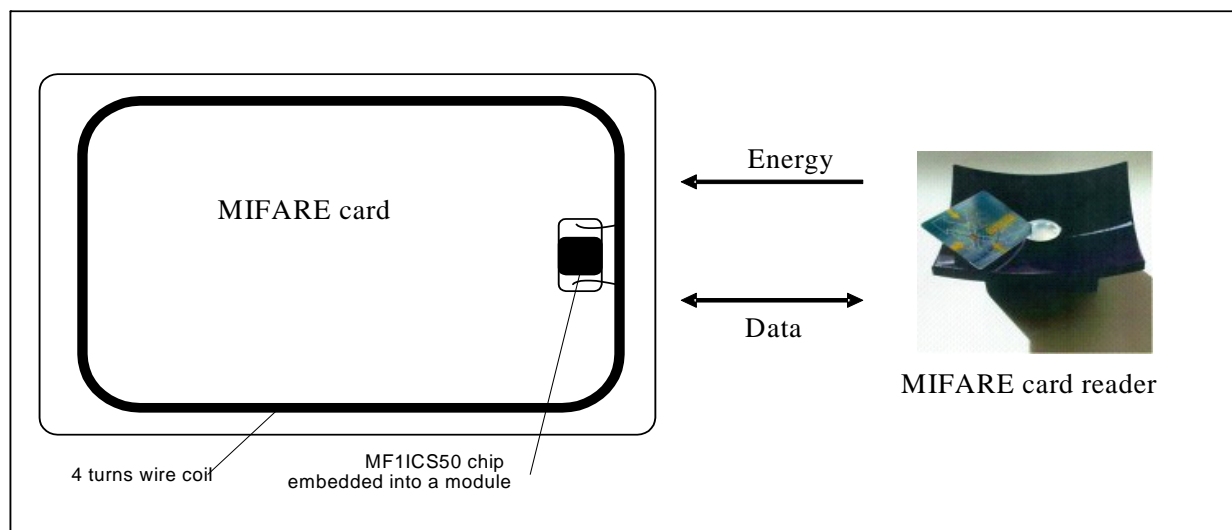 MIFARE card
Energy
Data
MIFARE card reader
4 turns wire coil
MF1ICS50 chip
embedded into a module